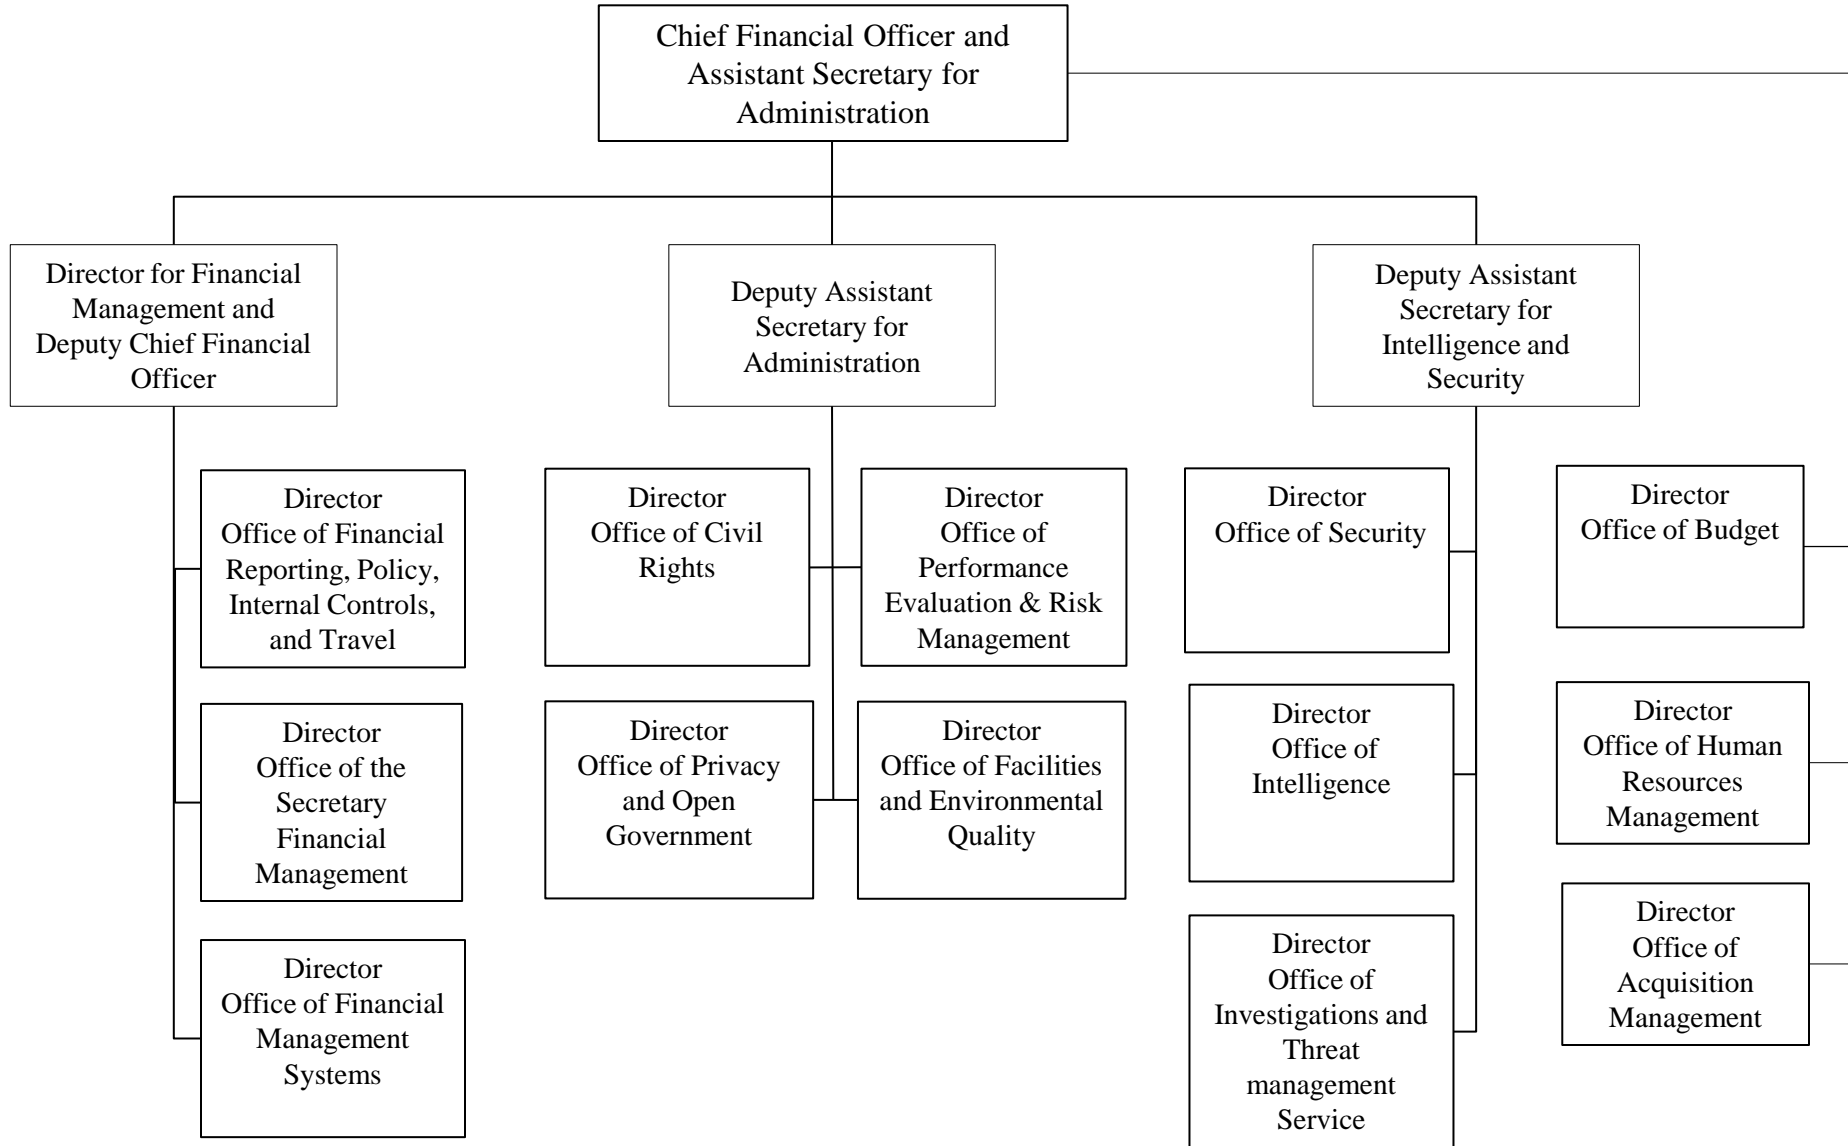 Chief Financial Officer and
Assistant Secretary for
Administration
Director for Financial
Management and
Deputy Chief Financial
Officer
Deputy Assistant
Secretary for
Administration
Deputy Assistant
Secretary for
Intelligence and
Security
Director
Office of Financial
Reporting, Policy,
Internal Controls,
and Travel
Director
Office of the
Secretary
Financial
Management
Director
Office of Financial
Management
Systems
Director
Office of Civil
Rights
Director
Office of
Performance
Evaluation & Risk
Management
Director
Office of Privacy
and Open
Government
Director
Office of Facilities
and Environmental
Quality
Director
Office of Security
Director
Office of
Intelligence
Director
Office of
Investigations and
Threat
management
Service
Director
Office of Budget
Director
Office of Human
Resources
Management
Director
Office of
Acquisition
Management